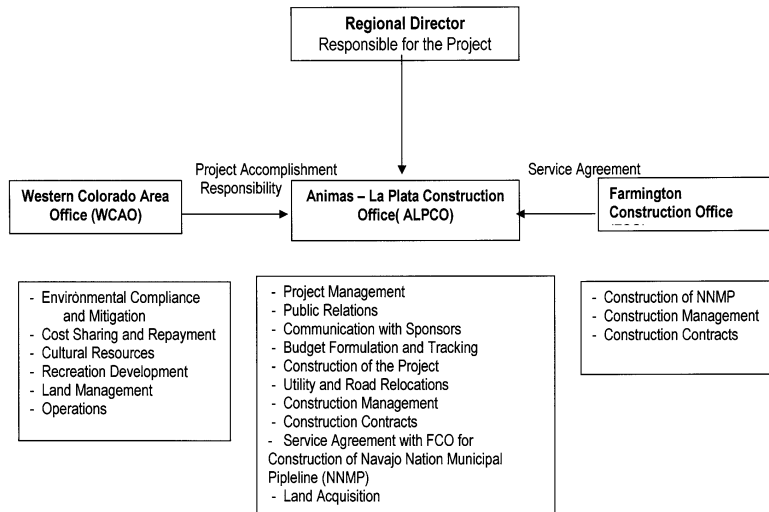 Regional Director
Responsible for the Project
Project Accomplishment
Responsibility
Service Agreement
Western Colorado Area
Office (WCAO)
Animas – La Plata Construction
Office( ALPCO)
Farmington
Construction Office
- Environmental Compliance
and Mitigation
- Cost Sharing and Repayment
- Cultural Resources
- Recreation Development
- Land Management
- Operations
- Project Management
- Public Relations
- Communication with Sponsors
- Budget Formulation and Tracking
- Construction of the Project
- Utility and Road Relocations
- Construction Management
- Construction Contracts
- Service Agreement with FCO for
Construction of Navajo Nation Municipal
Pipleline (NNMP)
- Land Acquisition
- Construction of NNMP
- Construction Management
- Construction Contracts